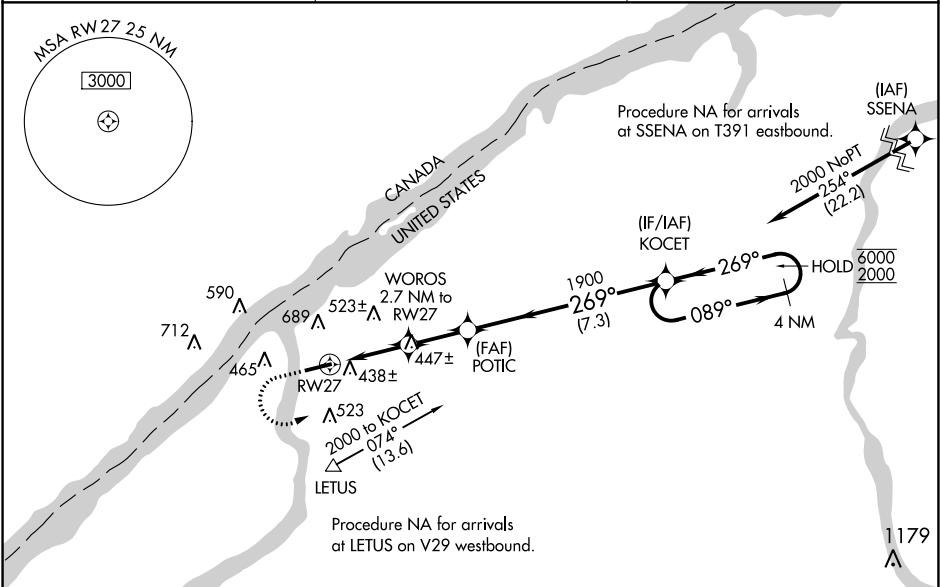 MSA RW27 25 NM
3000
(IAF)
SSENA
Procedure NA for arrivals
at SSENA on T391 eastbound.
2000 NoPT
254°
(22.2)
CANADA
UNITED STATES
(IF/IAF)
KOCET
269°
HOLD
6000
2000
089°
4 NM
1900
269°
(7.3)
WOROS
2.7 NM to
RW27
590
523±
689
712
(FAF)
POTIC
447±
465
438±
RW27
523
2000 to KOCET
074°
(13.6)
LETUS
Procedure NA for arrivals
at LETUS on V29 westbound.
1179